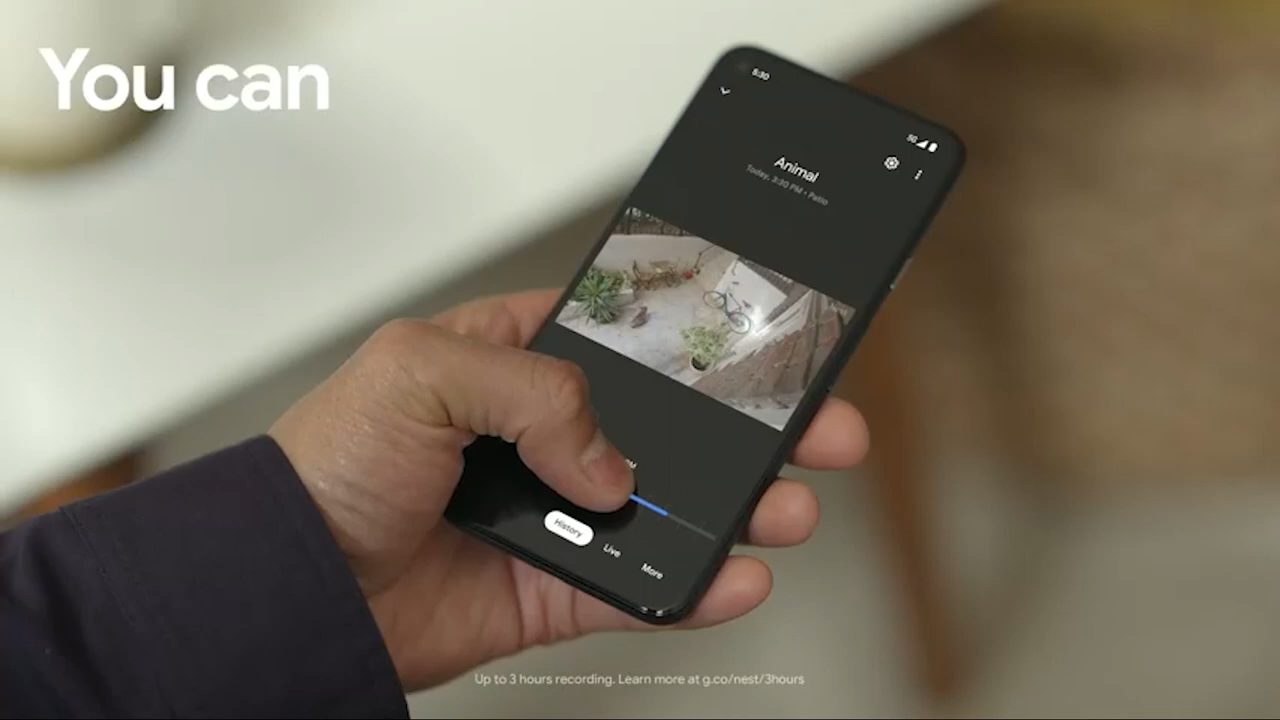 You can
5:30
5G
Animal
Today, 3:30 PM • Patio
History
Live
More
Up to 3 hours recording. Learn more at g.co/nest/3hours